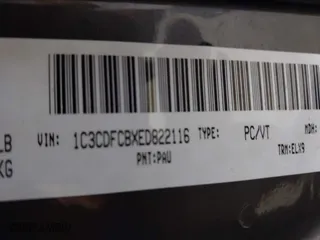 LB VIN: 1C3CDFCBXED822116 TYPE: PC/VT MDH:
KG PNT:PAU TRM:ELX9